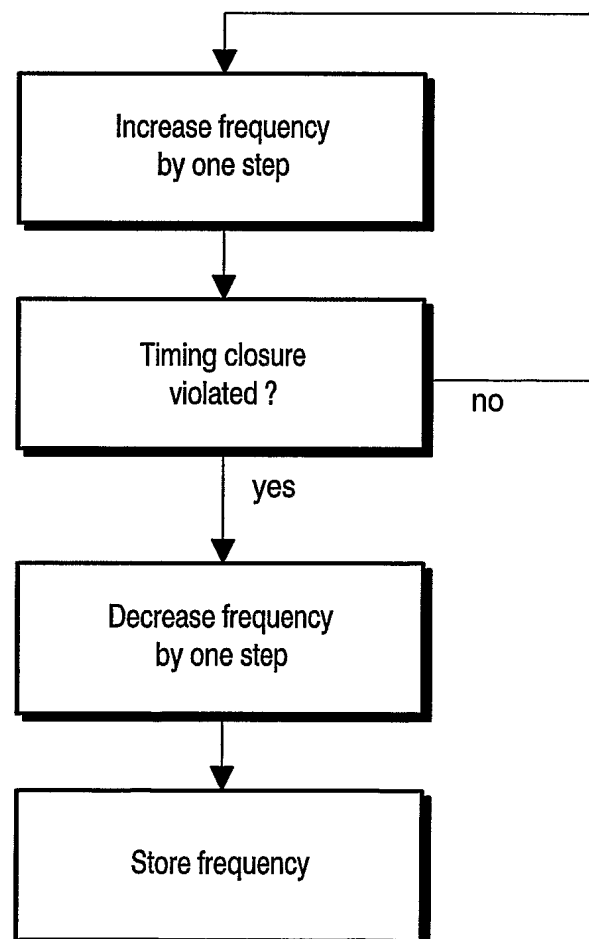 Increase frequency
by one step
Timing closure
violated ?
no
yes
Decrease frequency
by one step
Store frequency